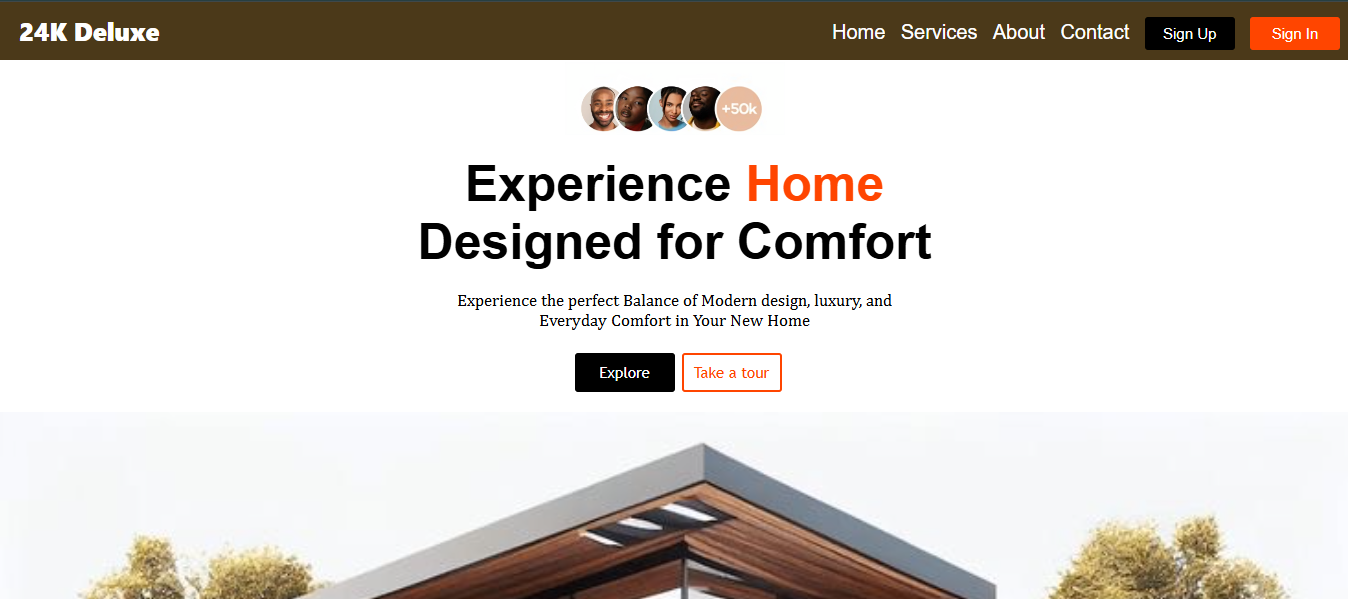 24K Deluxe
Home Services About Contact Sign Up Sign In
+50k
Experience Home
Designed for Comfort
Experience the perfect Balance of Modern design, luxury, and
Everyday Comfort in Your New Home
Explore Take a tour